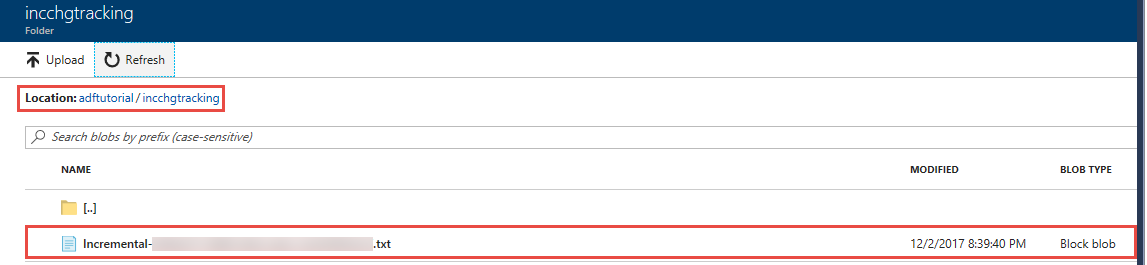 incchgtracking
Folder
Upload Refresh
Location: adftutorial / incchgtracking
Search blobs by prefix (case-sensitive)
NAME MODIFIED BLOB TYPE
[..]
Incremental- .txt 12/2/2017 8:39:40 PM Block blob